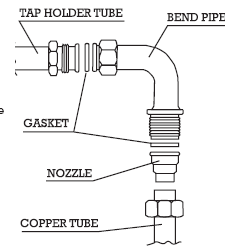 TAP HOLDER TUBE
BEND PIPE
e
GASKET
NOZZLE
COPPER TUBE